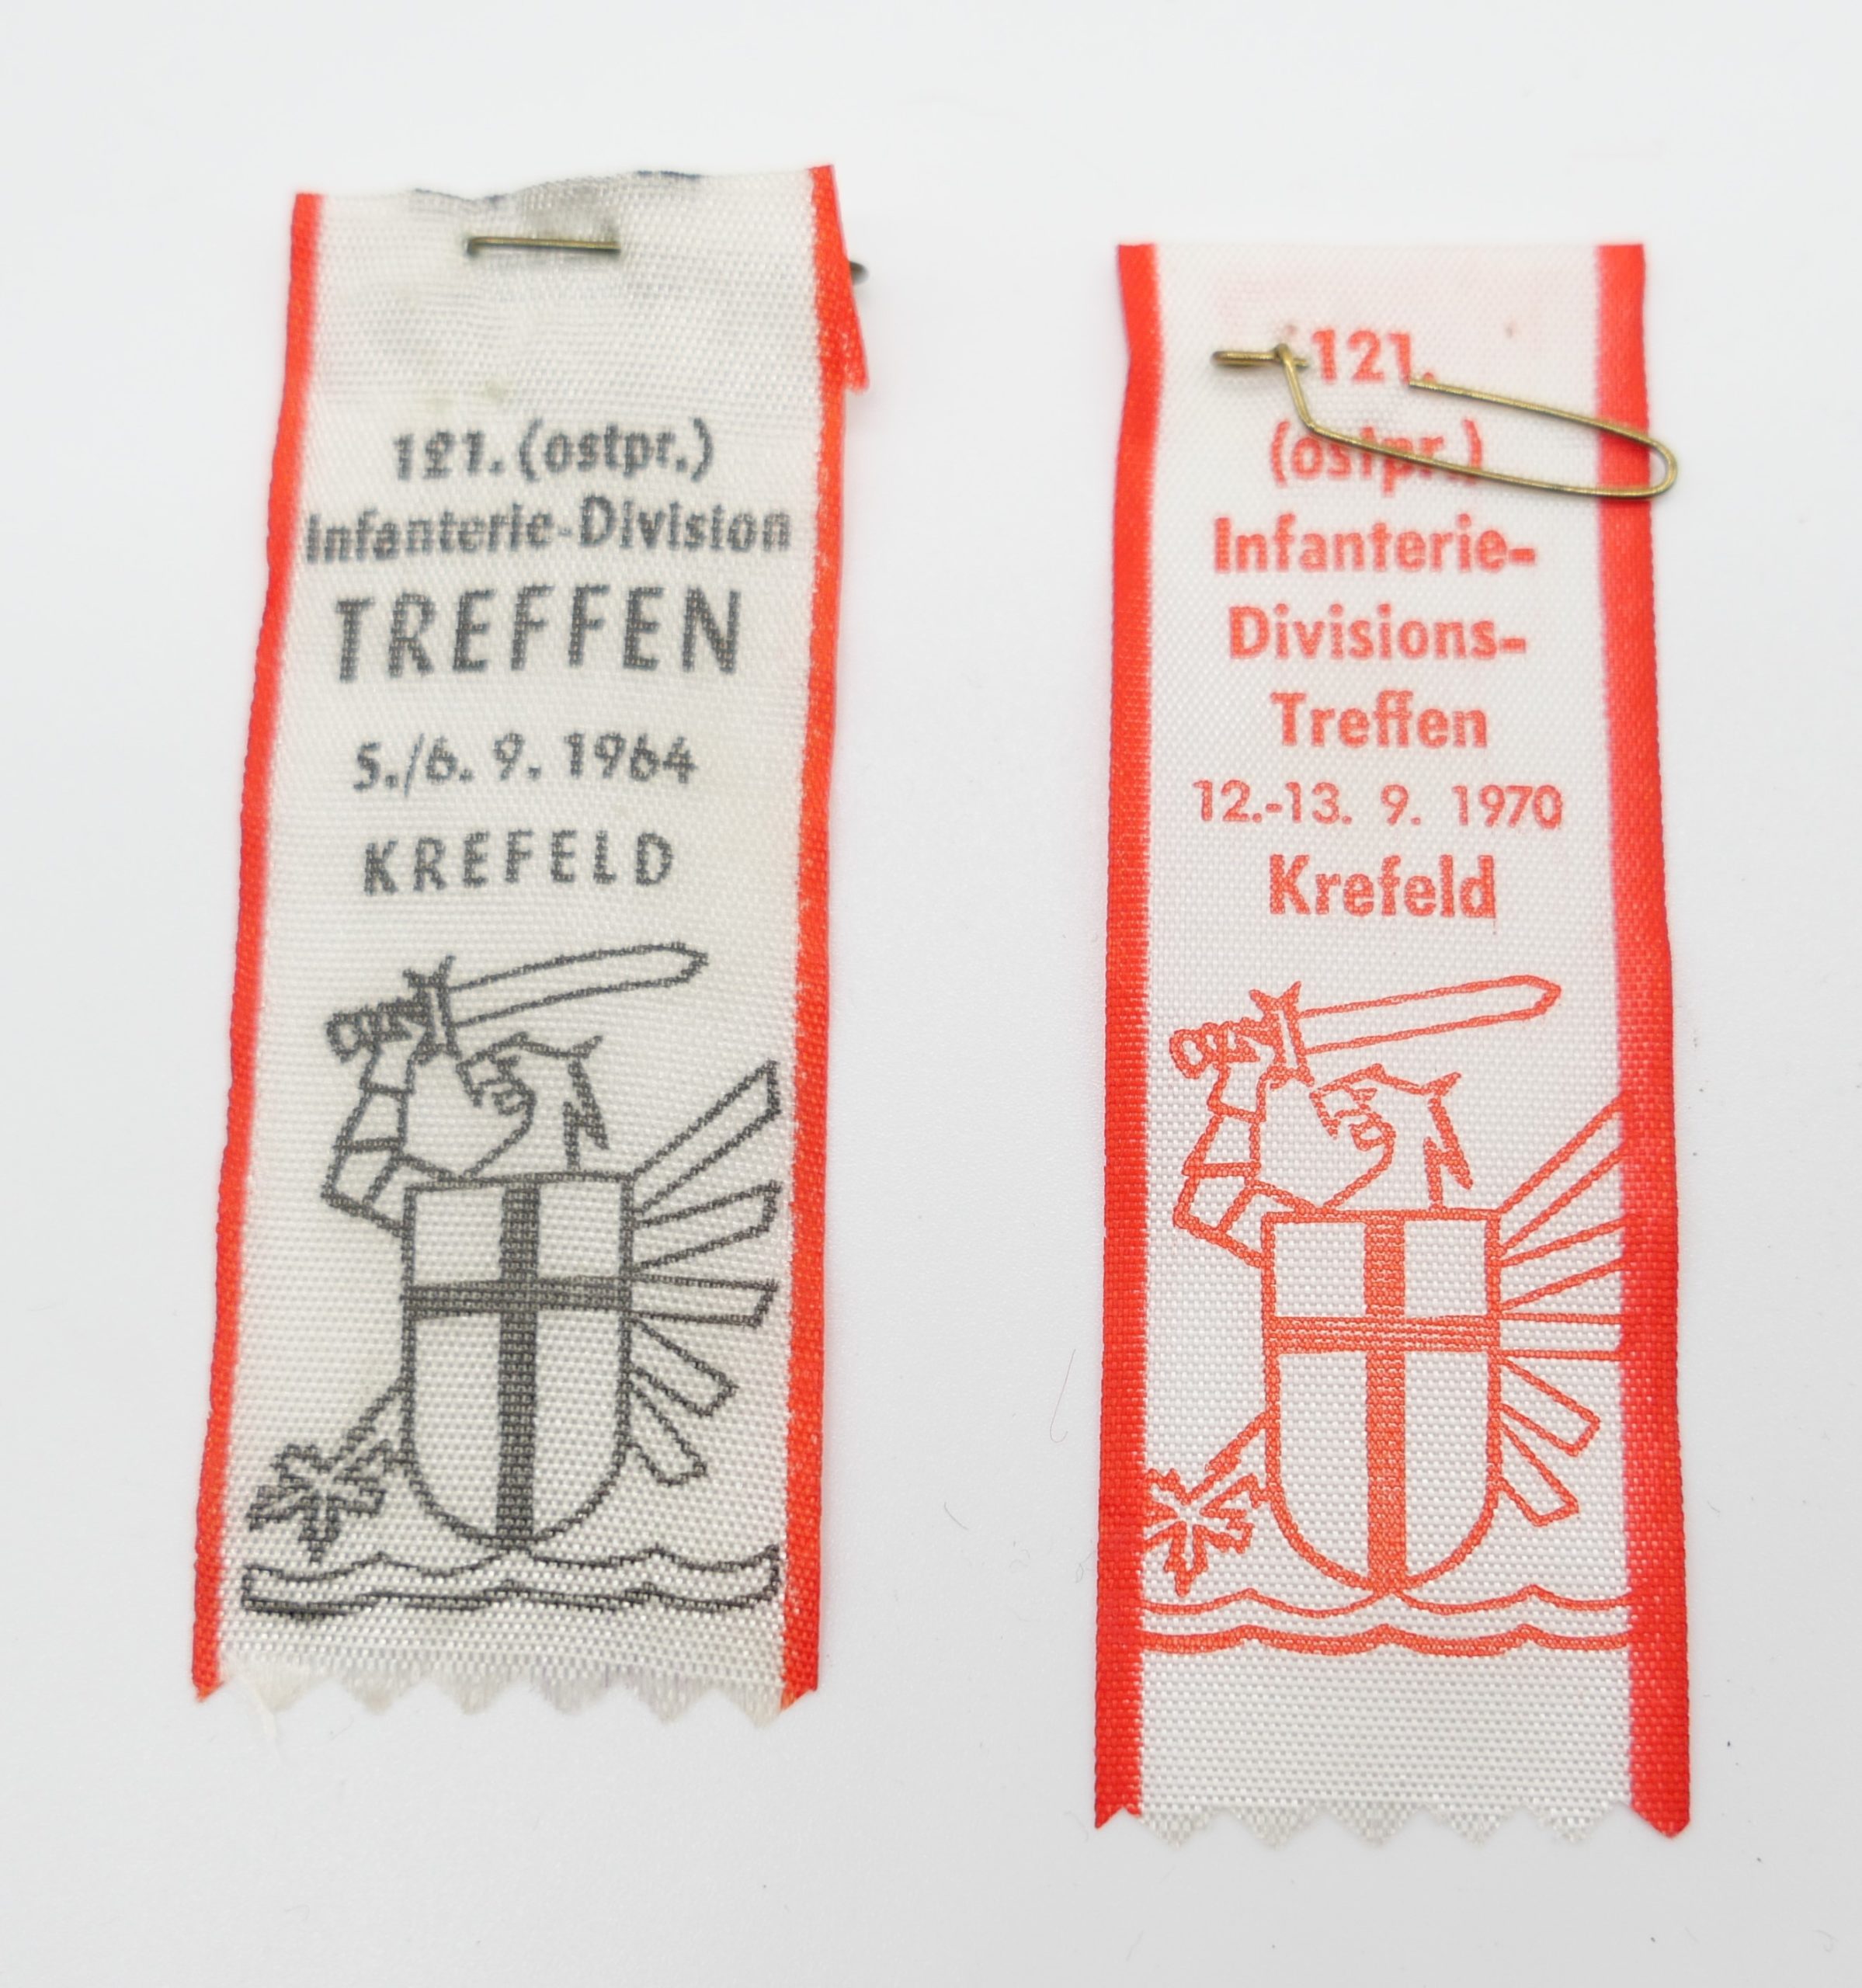 121. (ostpr.)
Infanterie-Division
TREFFEN
5./6. 9. 1964
KREFELD
121.
(ostpr.)
Infanterie-
Divisions-
Treffen
12.-13. 9. 1970
Krefeld